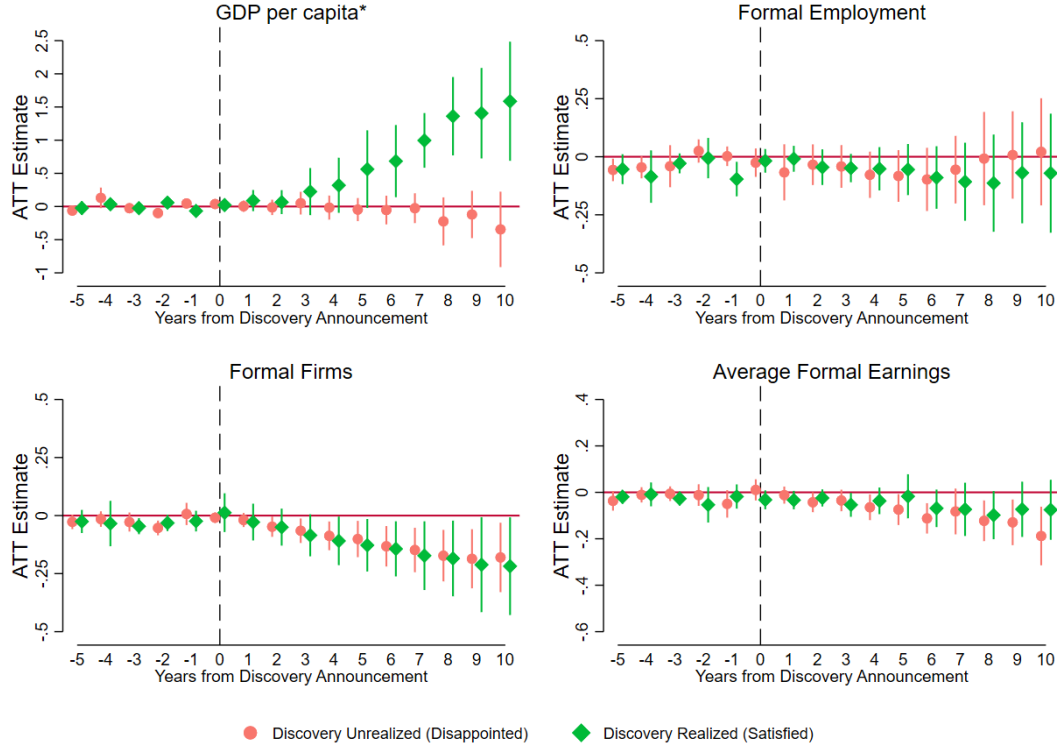 GDP per capita*
ATT Estimate
2.5
2
1.5
1
.5
0
-.5
-1
-5 -4 -3 -2 -1 0 1 2 3 4 5 6 7 8 9 10
Years from Discovery Announcement
Formal Employment
ATT Estimate
.5
.25
0
-.25
-.5
-5 -4 -3 -2 -1 0 1 2 3 4 5 6 7 8 9 10
Years from Discovery Announcement
Formal Firms
ATT Estimate
.5
.25
0
-.25
-.5
-5 -4 -3 -2 -1 0 1 2 3 4 5 6 7 8 9 10
Years from Discovery Announcement
Average Formal Earnings
ATT Estimate
.4
.2
0
-.2
-.4
-.6
-5 -4 -3 -2 -1 0 1 2 3 4 5 6 7 8 9 10
Years from Discovery Announcement
Discovery Unrealized (Disappointed) Discovery Realized (Satisfied)